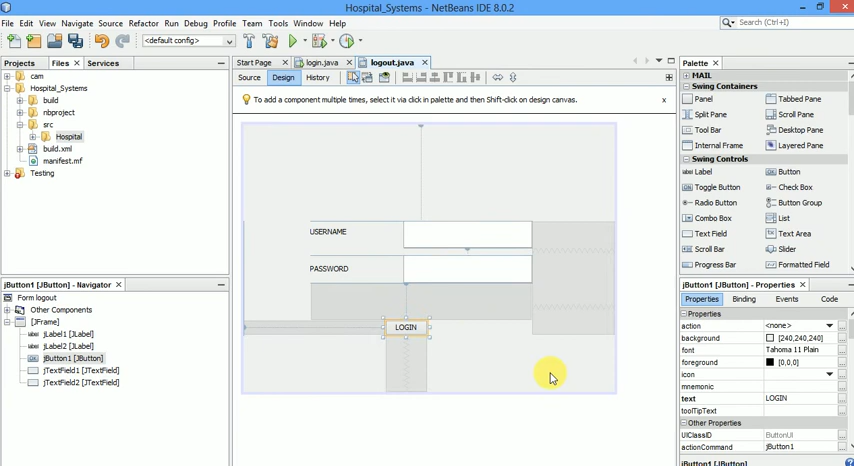 Hospital_Systems - NetBeans IDE 8.0.2
File Edit View Navigate Source Refactor Run Debug Profile Team Tools Window Help
Search (Ctrl+I)
<default config>
Projects Files Services
Start Page login.java logout.java
Palette
Source Design History
To add a component multiple times, select it via click in palette and then Shift-click on design canvas.
x
cam
Hospital_Systems
build
nbproject
src
Hospital
build.xml
manifest.mf
Testing
USERNAME
PASSWORD
LOGIN
MAIL
Swing Containers
Panel Tabbed Pane
Split Pane Scroll Pane
Tool Bar Desktop Pane
Internal Frame Layered Pane
Swing Controls
Label Button
Toggle Button Check Box
Radio Button Button Group
Combo Box List
Text Field Text Area
Scroll Bar Slider
Progress Bar Formatted Field
jButton1 [JButton] - Navigator
Form logout
Other Components
[JFrame]
jLabel1 [JLabel]
jLabel2 [JLabel]
jButton1 [JButton]
jTextField1 [JTextField]
jTextField2 [JTextField]
jButton1 [JButton] - Properties
Properties Binding Events Code
Properties
action <none>
background [240,240,240]
font Tahoma 11 Plain
foreground [0,0,0]
icon
mnemonic
text LOGIN
toolTipText
Other Properties
UIClassID ButtonUI
actionCommand jButton1
jButton1 [JButton]